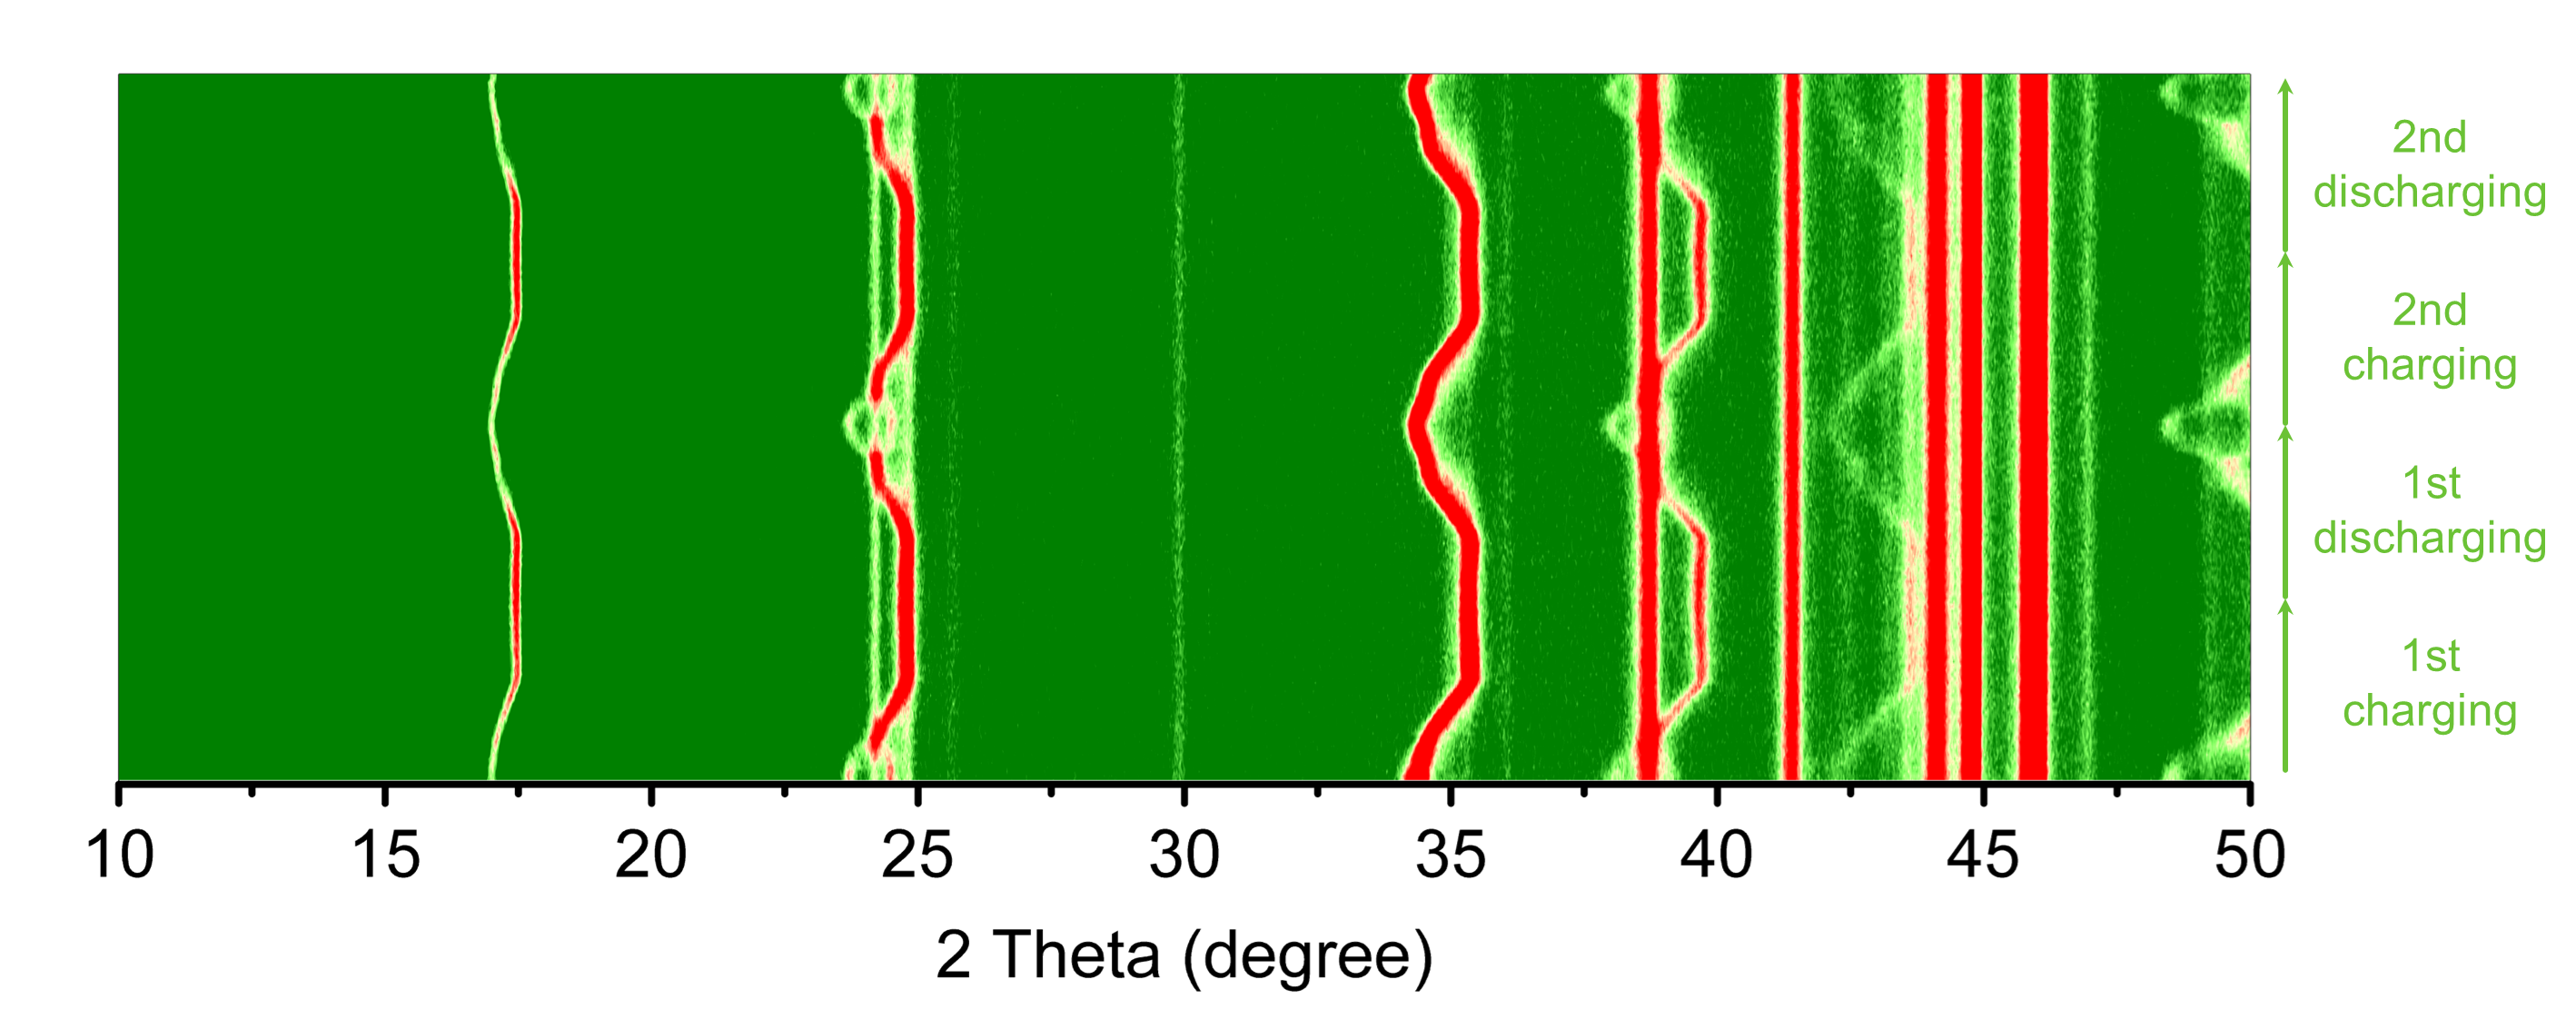 2nd
discharging
2nd
charging
1st
discharging
1st
charging
10 15 20 25 30 35 40 45 50
2 Theta (degree)